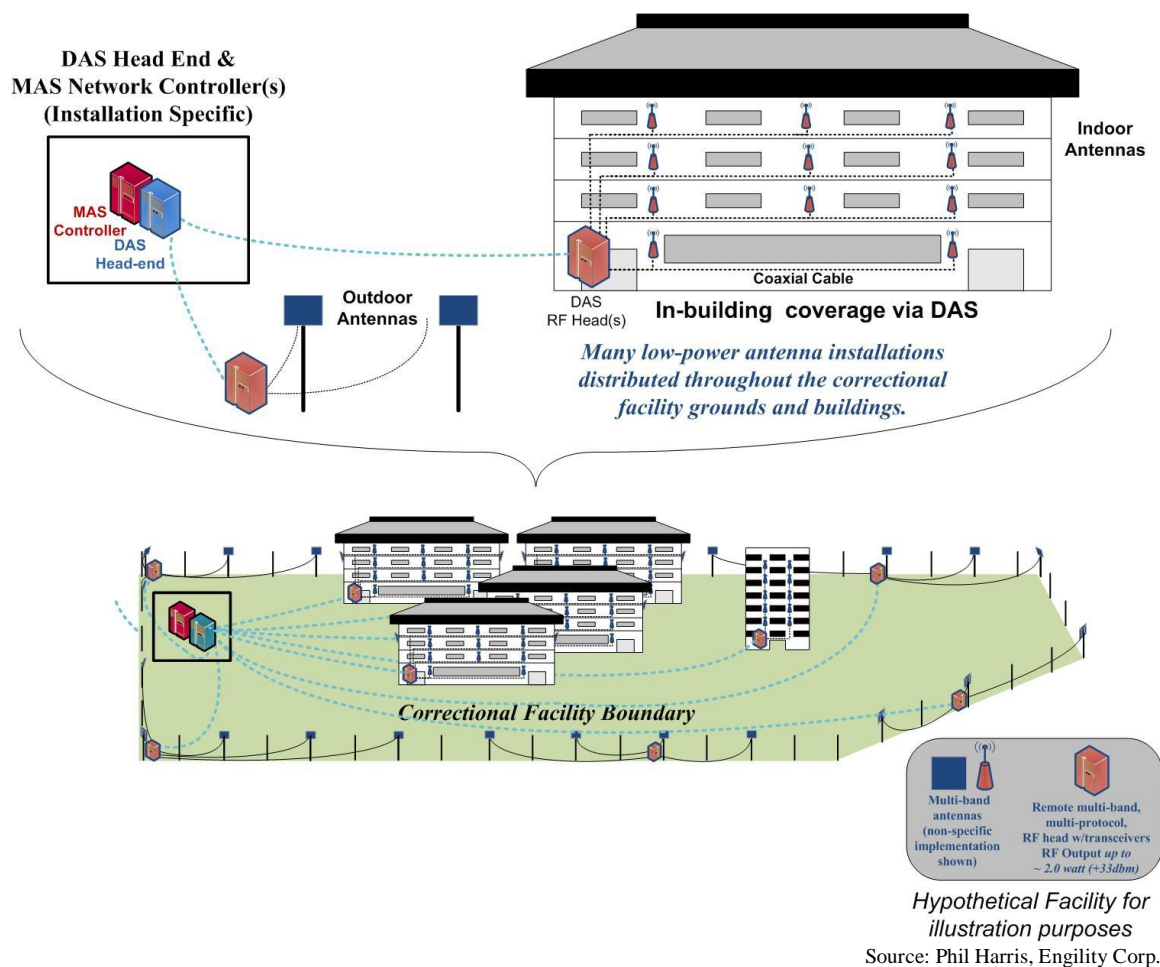 DAS Head End &
MAS Network Controller(s)
(Installation Specific)
MAS
Controller
DAS
Head-end
Outdoor
Antennas
Indoor
Antennas
Coaxial Cable
DAS
RF Head(s)
In-building coverage via DAS
Many low-power antenna installations
distributed throughout the correctional
facility grounds and buildings.
Correctional Facility Boundary
Multi-band
antennas
(non-specific
implementation
shown)
Remote multi-band,
multi-protocol,
RF head w/transceivers
RF Output up to
~ 2.0 watt (+33dbm)
Hypothetical Facility for
illustration purposes
Source: Phil Harris, Engility Corp.